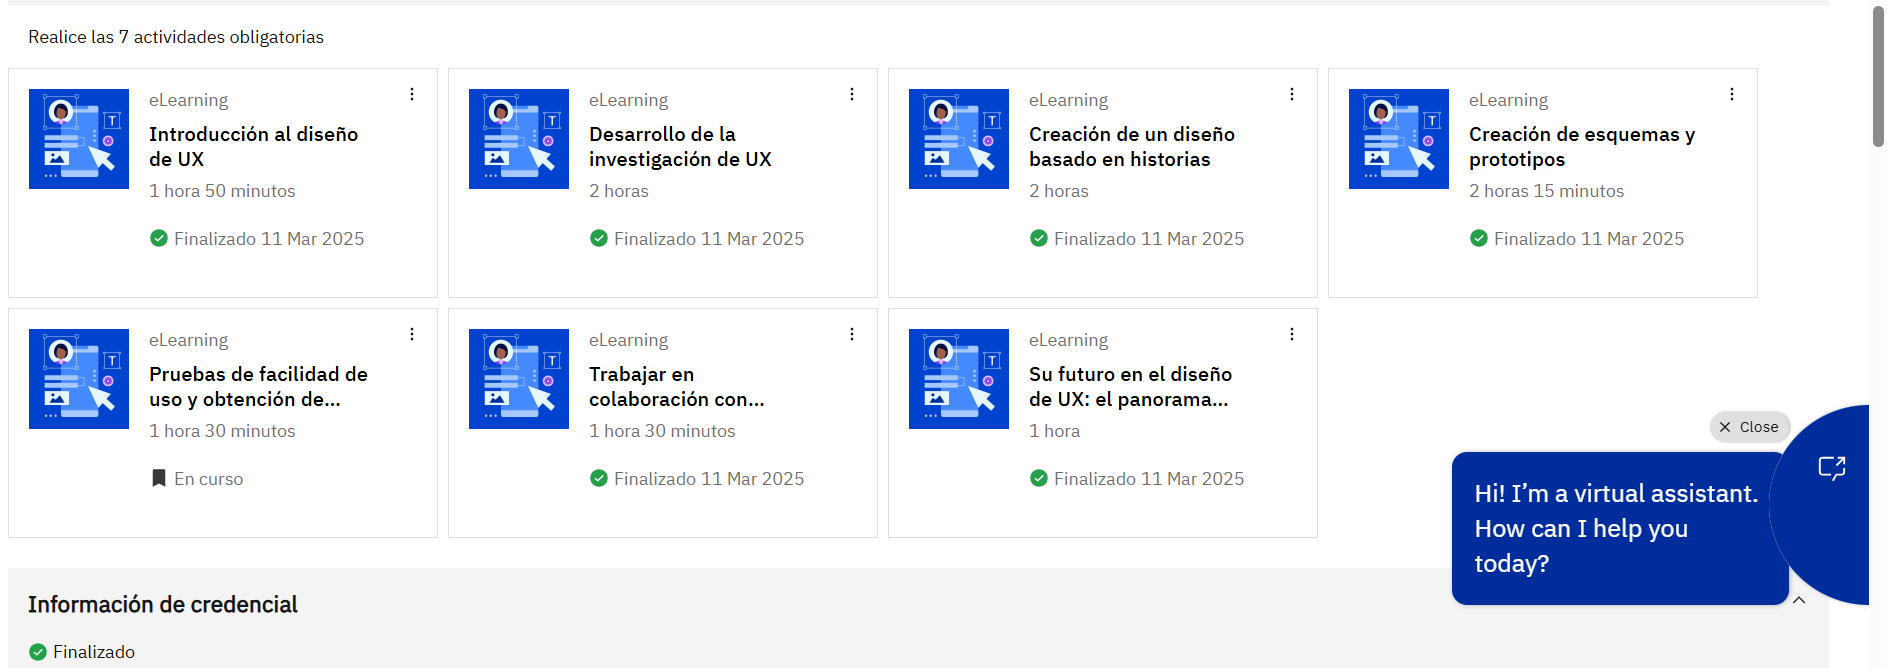 Realice las 7 actividades obligatorias
eLearning
Introducción al diseño
de UX
1 hora 50 minutos
Finalizado 11 Mar 2025
eLearning
Desarrollo de la
investigación de UX
2 horas
Finalizado 11 Mar 2025
eLearning
Creación de un diseño
basado en historias
2 horas
Finalizado 11 Mar 2025
eLearning
Creación de esquemas y
prototipos
2 horas 15 minutos
Finalizado 11 Mar 2025
eLearning
Pruebas de facilidad de
uso y obtención de...
1 hora 30 minutos
En curso
eLearning
Trabajar en
colaboración con...
1 hora 30 minutos
Finalizado 11 Mar 2025
eLearning
Su futuro en el diseño
de UX: el panorama...
1 hora
Finalizado 11 Mar 2025
Close
Hi! I’m a virtual assistant.
How can I help you
today?
Información de credencial
Finalizado